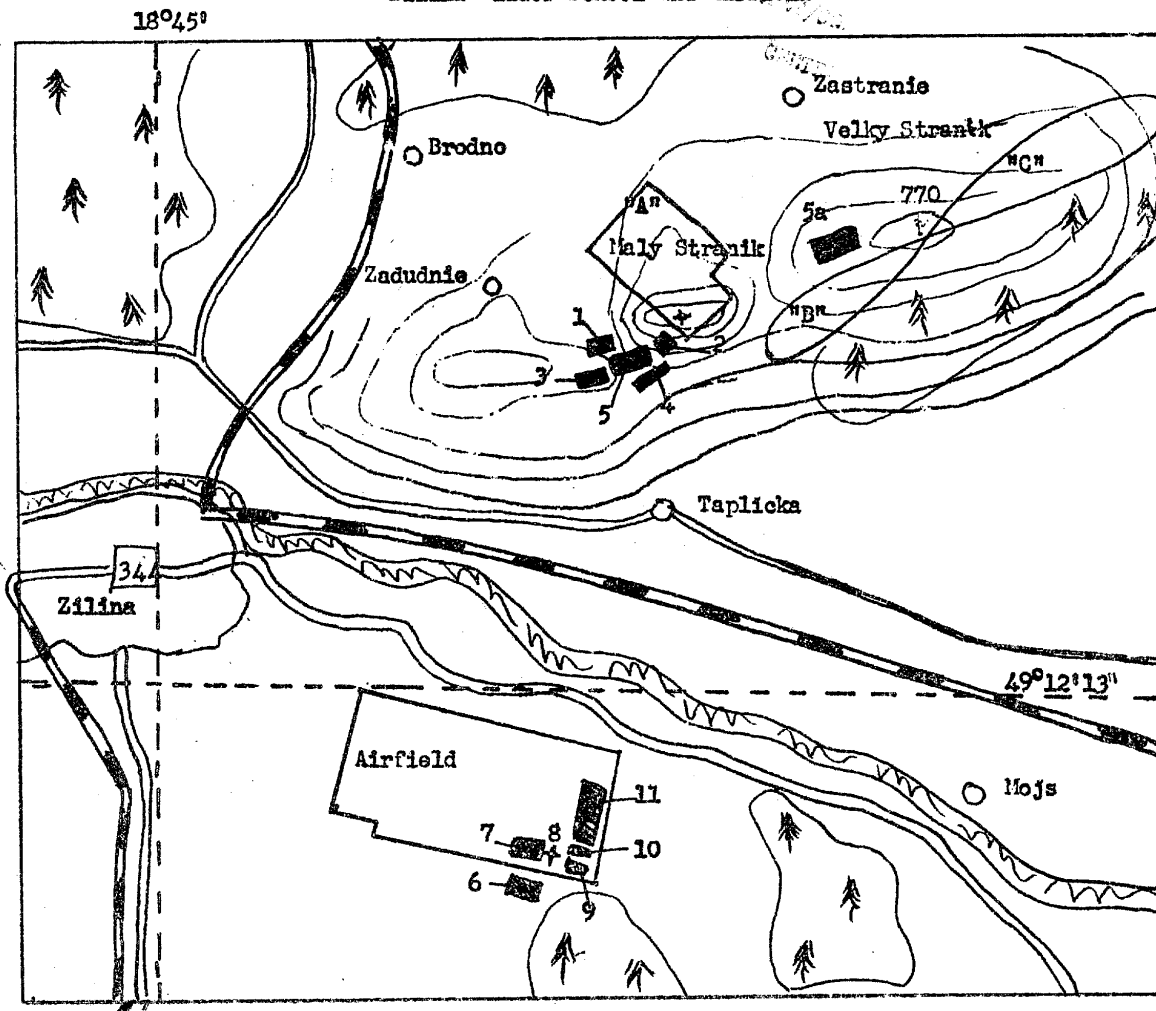 18°45'
Zastranie
Velky Stranik
Brodno
"C"
"A"
770
5a
Maly Stranik
Zadudnie
1
"B"
2
3
5
4
Taplicka
34
Zilina
49°12'13"
Airfield
Mojs
11
7
8
10
6
9